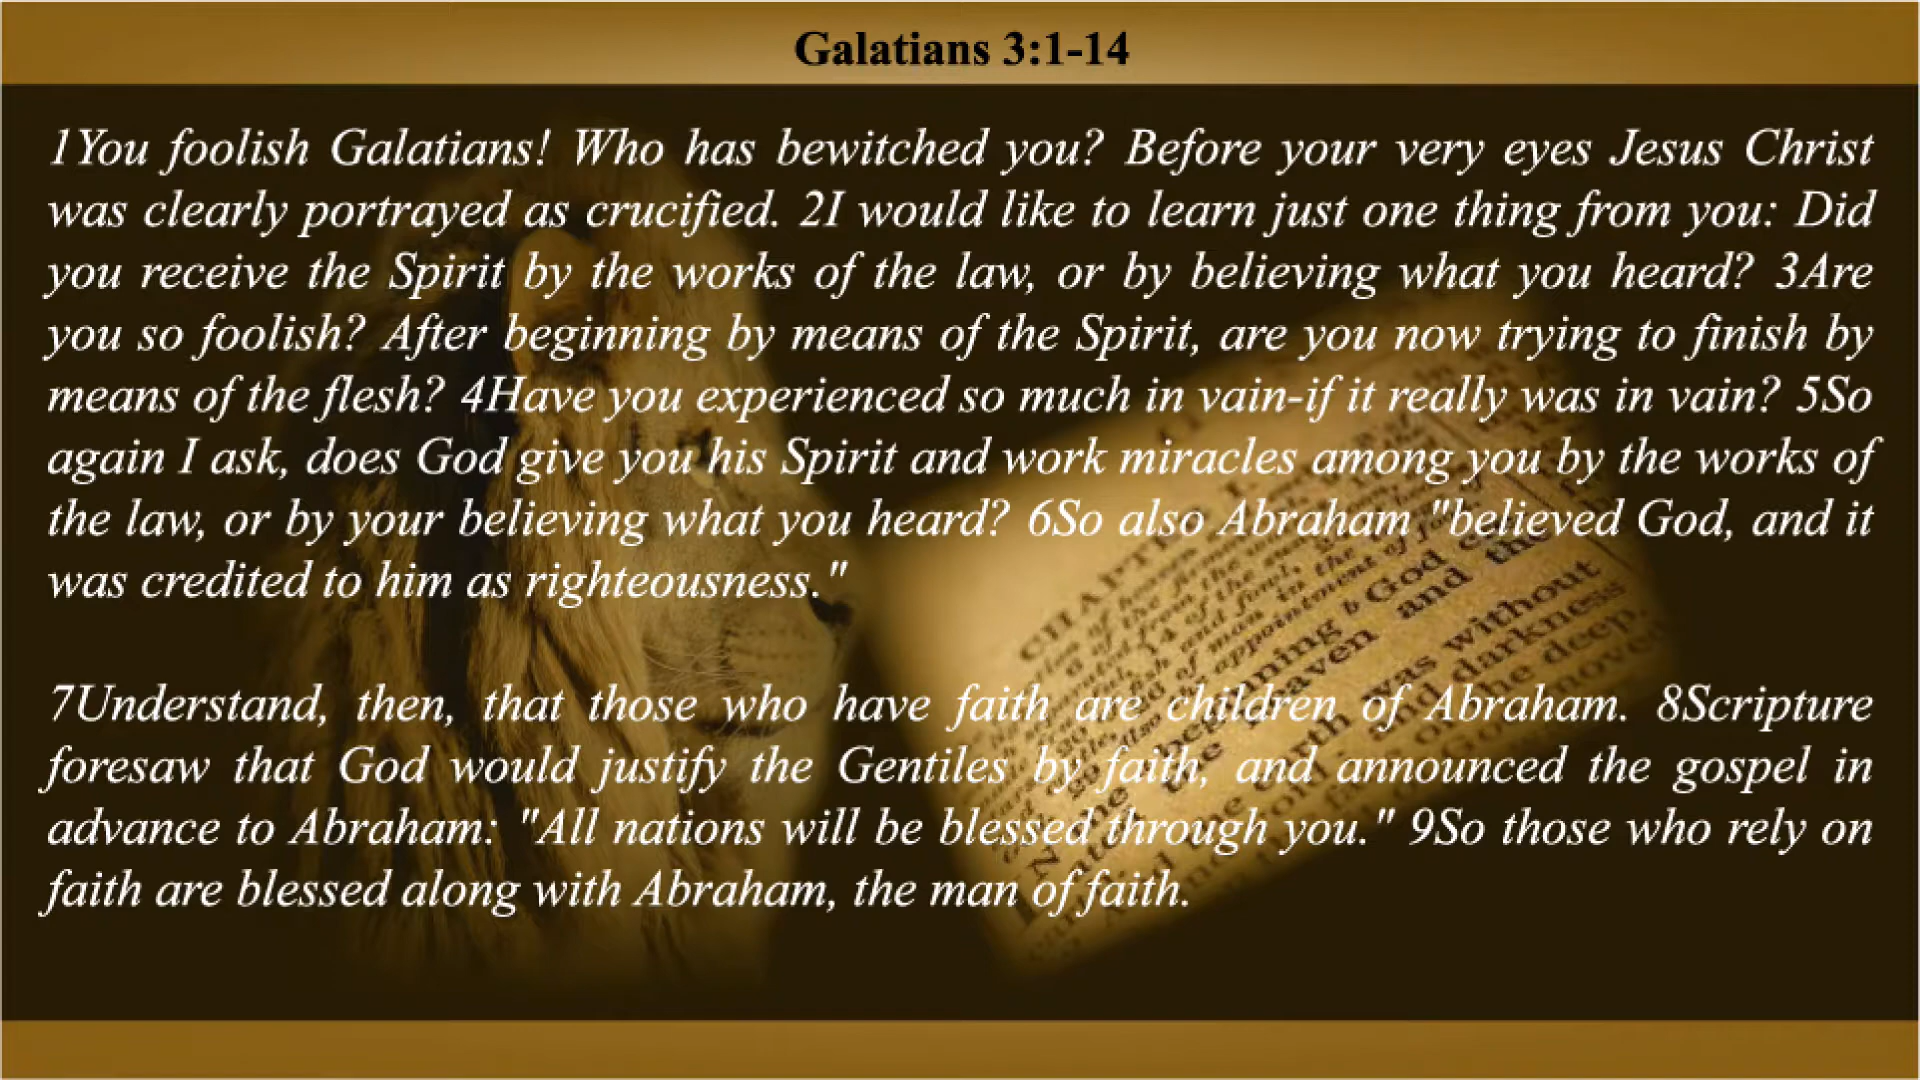 Galatians 3:1-14
1You foolish Galatians! Who has bewitched you? Before your very eyes Jesus Christ
was clearly portrayed as crucified. 2I would like to learn just one thing from you: Did
you receive the Spirit by the works of the law, or by believing what you heard? 3Are
you so foolish? After beginning by means of the Spirit, are you now trying to finish by
means of the flesh? 4Have you experienced so much in vain-if it really was in vain? 5So
again I ask, does God give you his Spirit and work miracles among you by the works of
the law, or by your believing what you heard? 6So also Abraham "believed God, and it
was credited to him as righteousness."
7Understand, then, that those who have faith are children of Abraham. 8Scripture
foresaw that God would justify the Gentiles by faith, and announced the gospel in
advance to Abraham: "All nations will be blessed through you." 9So those who rely on
faith are blessed along with Abraham, the man of faith.